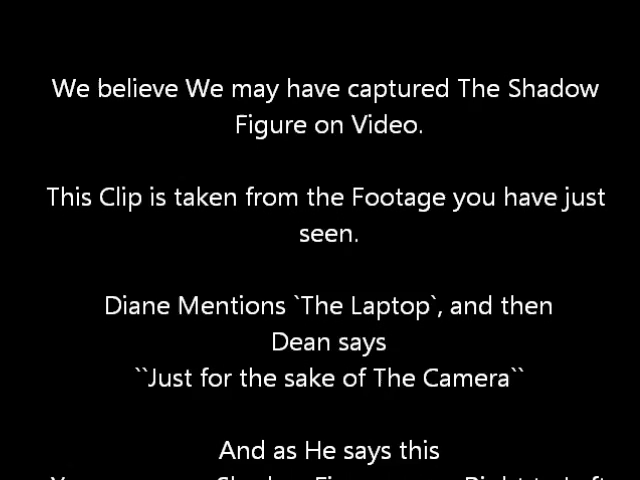 We believe We may have captured The Shadow
Figure on Video.
This Clip is taken from the Footage you have just
seen.
Diane Mentions `The Laptop`, and then
Dean says
``Just for the sake of The Camera``
And as He says this